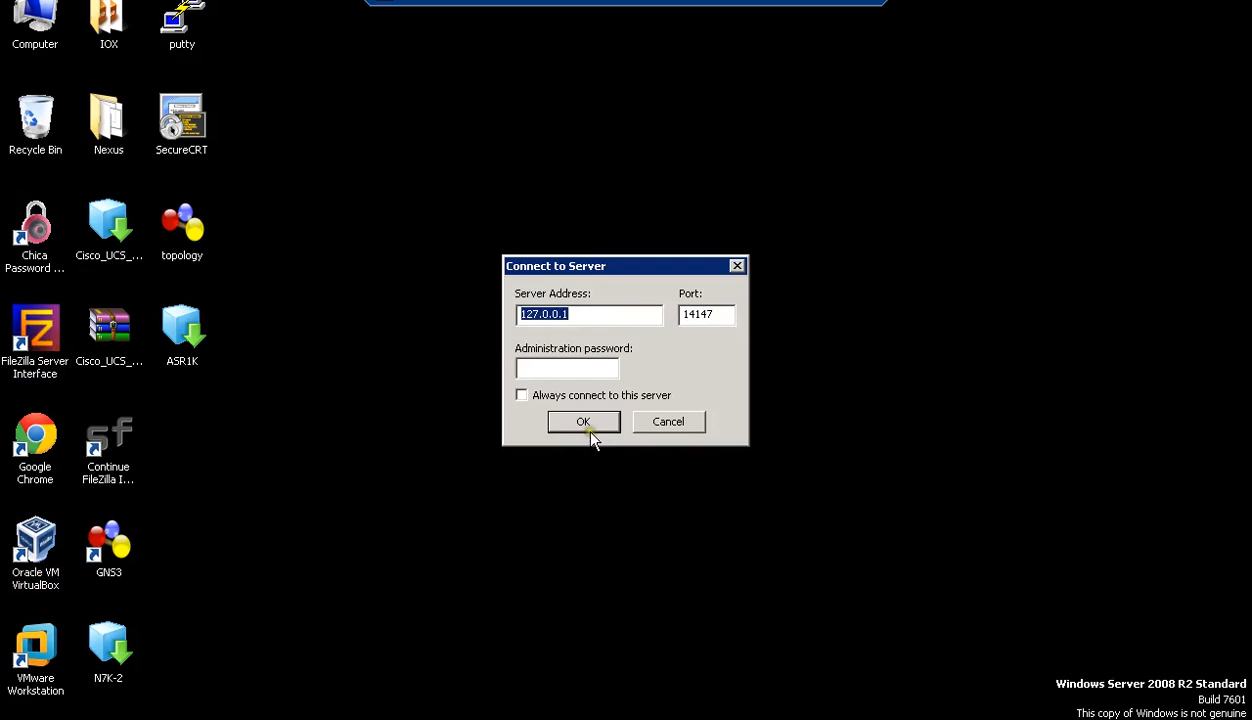 Computer
IOX
putty
Recycle Bin
Nexus
SecureCRT
Chica
Password ...
Cisco_UCS_...
topology
FileZilla Server
Interface
Cisco_UCS_...
ASR1K
Google
Chrome
Continue
FileZilla I...
Oracle VM
VirtualBox
GNS3
VMware
Workstation
N7K-2
Connect to Server
Server Address:
Port:
127.0.0.1
14147
Administration password:
Always connect to this server
OK
Cancel
Windows Server 2008 R2 Standard
Build 7601
This copy of Windows is not genuine